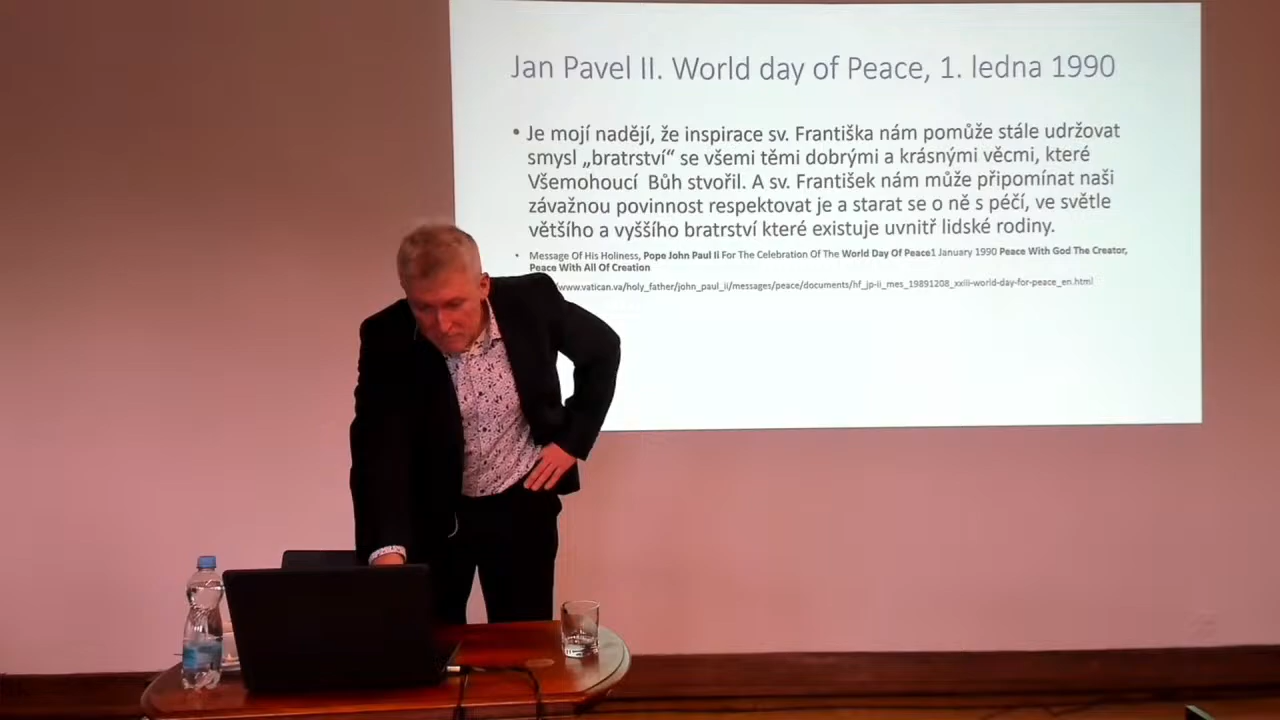 Jan Pavel II. World day of Peace, 1. ledna 1990
• Je mojí nadějí, že inspirace sv. Františka nám pomůže stále udržovat
smysl „bratrství“ se všemi těmi dobrými a krásnými věcmi, které
Všemohoucí Bůh stvořil. A sv. František nám může připomínat naši
závažnou povinnost respektovat je a starat se o ně s péčí, ve světle
většího a vyššího bratrství které existuje uvnitř lidské rodiny.
• Message Of His Holiness, Pope John Paul Ii For The Celebration Of The World Day Of Peace1 January 1990 Peace With God The Creator,
Peace With All Of Creation
/www.vatican.va/holy_father/john_paul_ii/messages/peace/documents/hf_jp-ii_mes_19891208_xxiii-world-day-for-peace_en.html